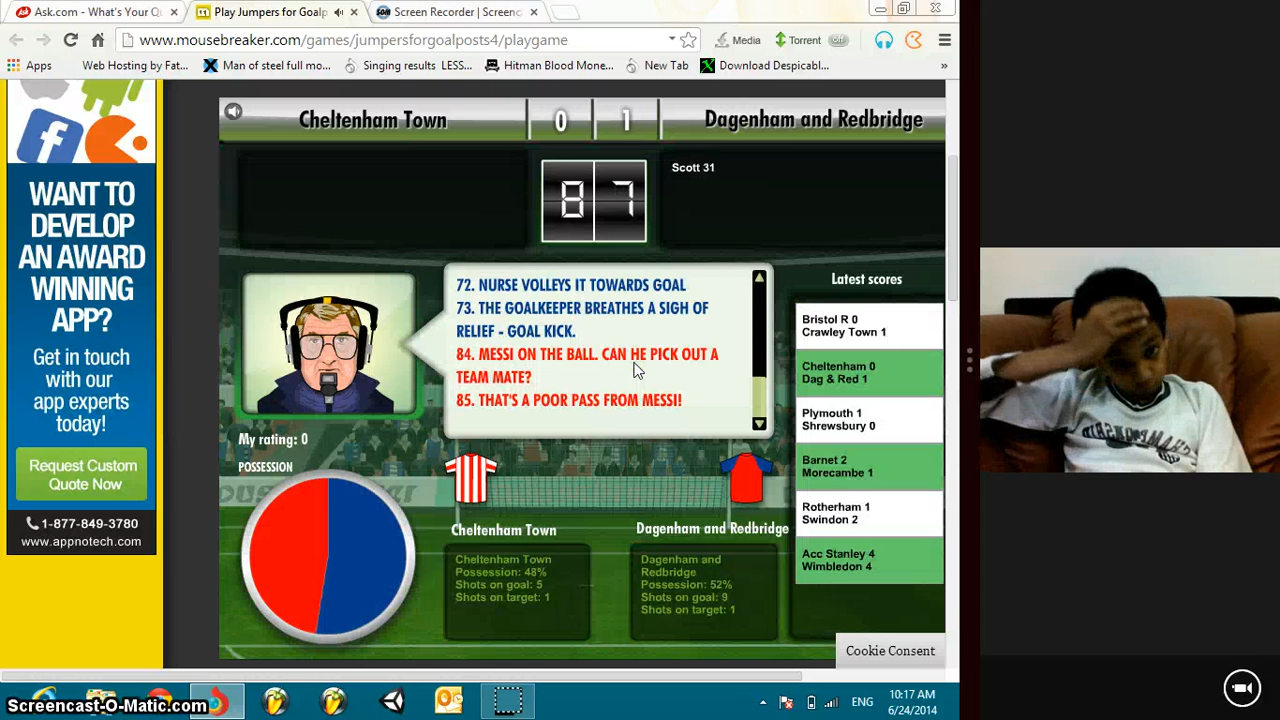 Ask.com - What's Your Qu
Play Jumpers for Goalp
Screen Recorder | Screenc
www.mousebreaker.com/games/jumpersforgoalposts4/playgame
Media
Torrent
Apps
Web Hosting by Fat...
Man of steel full mo...
Singing results LESS...
Hitman Blood Mone...
New Tab
Download Despicabl...
»
WANT TO
DEVELOP
AN AWARD
WINNING
APP?
Get in touch
with our
app experts
today!
Request Custom
Quote Now
1-877-849-3780
www.appnotech.com
Cheltenham Town
0 1
Dagenham and Redbridge
87
Scott 31
72. NURSE VOLLEYS IT TOWARDS GOAL
73. THE GOALKEEPER BREATHES A SIGH OF
RELIEF - GOAL KICK.
84. MESSI ON THE BALL. CAN HE PICK OUT A
TEAM MATE?
85. THAT'S A POOR PASS FROM MESSI!
My rating: 0
POSSESSION
Cheltenham Town
Cheltenham Town
Possession: 48%
Shots on goal: 5
Shots on target: 1
Dagenham and Redbridge
Dagenham and
Redbridge
Possession: 52%
Shots on goal: 9
Shots on target: 1
Latest scores
Bristol R 0
Crawley Town 1
Cheltenham 0
Dag & Red 1
Plymouth 1
Shrewsbury 0
Barnet 2
Morecambe 1
Rotherham 1
Swindon 2
Acc Stanley 4
Wimbledon 4
Cookie Consent
Screencast-O-Matic.com
ENG
10:17 AM
6/24/2014